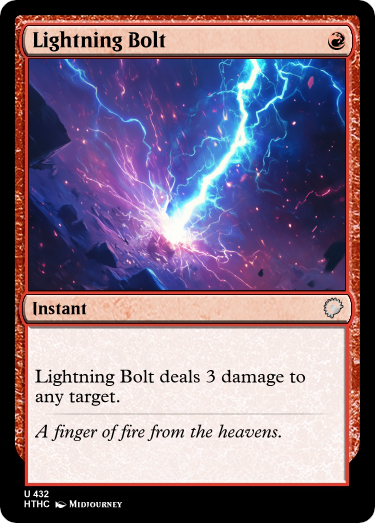 Lightning Bolt
Instant
Lightning Bolt deals 3 damage to
any target.
A finger of fire from the heavens.
U 432
HTHC Midjourney